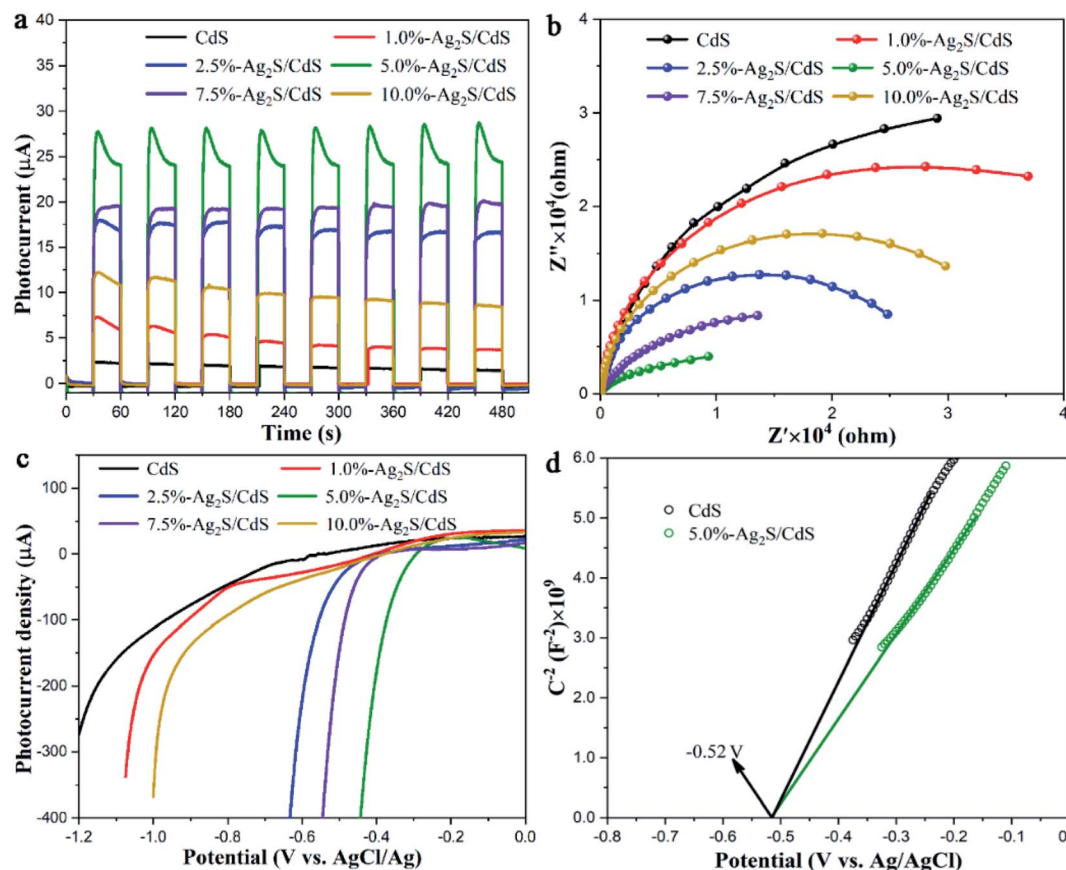 a
CdS
1.0%-Ag₂S/CdS
2.5%-Ag₂S/CdS
5.0%-Ag₂S/CdS
7.5%-Ag₂S/CdS
10.0%-Ag₂S/CdS
Photocurrent (μA)
40
35
30
25
20
15
10
5
0
0 60 120 180 240 300 360 420 480
Time (s)
b
CdS
1.0%-Ag₂S/CdS
2.5%-Ag₂S/CdS
5.0%-Ag₂S/CdS
7.5%-Ag₂S/CdS
10.0%-Ag₂S/CdS
Z''×10⁴(ohm)
4
3
2
1
0
0 1 2 3 4
Z'×10⁴ (ohm)
c
CdS
1.0%-Ag₂S/CdS
2.5%-Ag₂S/CdS
5.0%-Ag₂S/CdS
7.5%-Ag₂S/CdS
10.0%-Ag₂S/CdS
Photocurrent density (μA)
100
0
-100
-200
-300
-400
-1.2 -1.0 -0.8 -0.6 -0.4 -0.2 0.0
Potential (V vs. AgCl/Ag)
d
CdS
5.0%-Ag₂S/CdS
C⁻² (F⁻²)×10⁹
6.0
5.0
4.0
3.0
2.0
1.0
0.0
-0.52 V
-0.8 -0.7 -0.6 -0.5 -0.4 -0.3 -0.2 -0.1
Potential (V vs. Ag/AgCl)